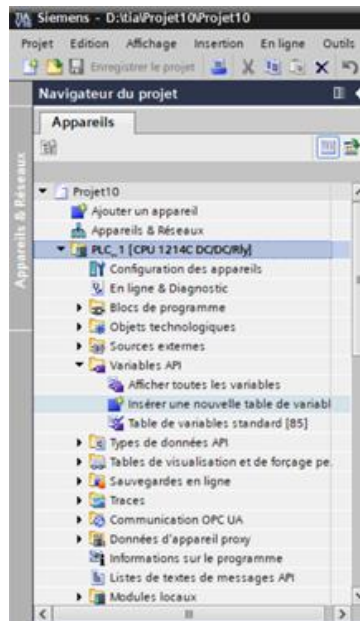 Siemens - D:\tia\Projet10\Projet10
Projet Edition Affichage Insertion En ligne Outils
Enregistrer le projet
Navigateur du projet
Appareils
Appareils & Réseaux
Projet10
Ajouter un appareil
Appareils & Réseaux
PLC_1 [CPU 1214C DC/DC/Rly]
Configuration des appareils
En ligne & Diagnostic
Blocs de programme
Objets technologiques
Sources externes
Variables API
Afficher toutes les variables
Insérer une nouvelle table de variabl
Table de variables standard [85]
Types de données API
Tables de visualisation et de forçage pe.
Sauvegardes en ligne
Traces
Communication OPC UA
Données d'appareil proxy
Informations sur le programme
Listes de textes de messages API
Modules locaux